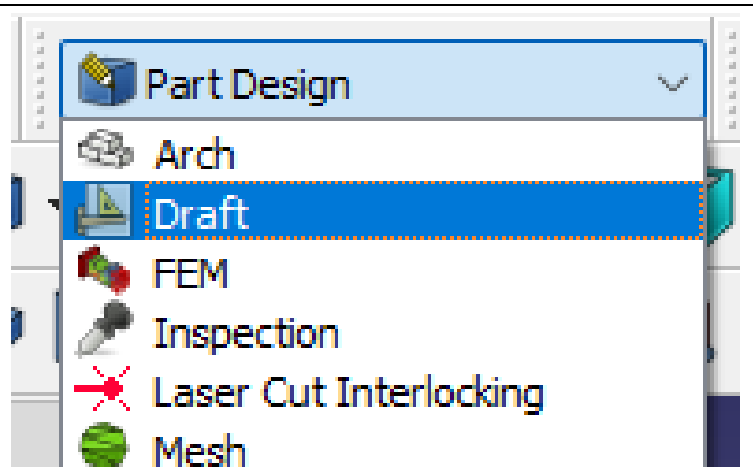 Part Design
Arch
Draft
FEM
Inspection
Laser Cut Interlocking
Mesh